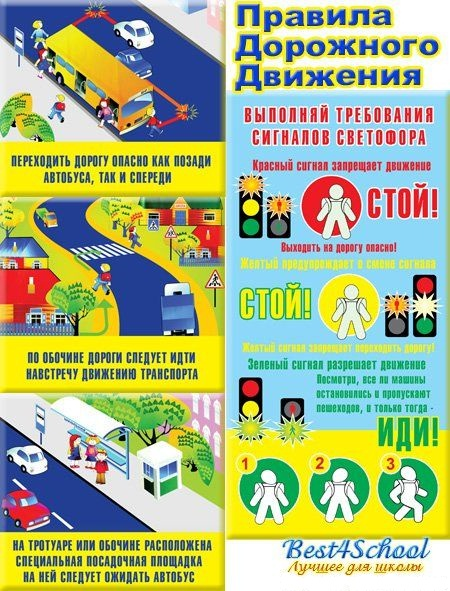 Правила
Дорожного
Движения
ПЕРЕХОДИТЬ ДОРОГУ ОПАСНО КАК ПОЗАДИ
АВТОБУСА, ТАК И СПЕРЕДИ
ПО ОБОЧИНЕ ДОРОГИ СЛЕДУЕТ ИДТИ
НАВСТРЕЧУ ДВИЖЕНИЮ ТРАНСПОРТА
НА ТРОТУАРЕ ИЛИ ОБОЧИНЕ РАСПОЛОЖЕНА
СПЕЦИАЛЬНАЯ ПОСАДОЧНАЯ ПЛОЩАДКА
НА НЕЙ СЛЕДУЕТ ОЖИДАТЬ АВТОБУС
ВЫПОЛНЯЙ ТРЕБОВАНИЯ
СИГНАЛОВ СВЕТОФОРА
Красный сигнал запрещает движение
СТОЙ!
Выходить на дорогу опасно!
Желтый предупреждает о смене сигнала
СТОЙ!
Желтый сигнал запрещает переходить дорогу!
Зеленый сигнал разрешает движение
Посмотри, все ли машины
остановились и пропускают
пешеходов, и только тогда -
ИДИ!
1 2 3
Best4School
Лучшее для школы